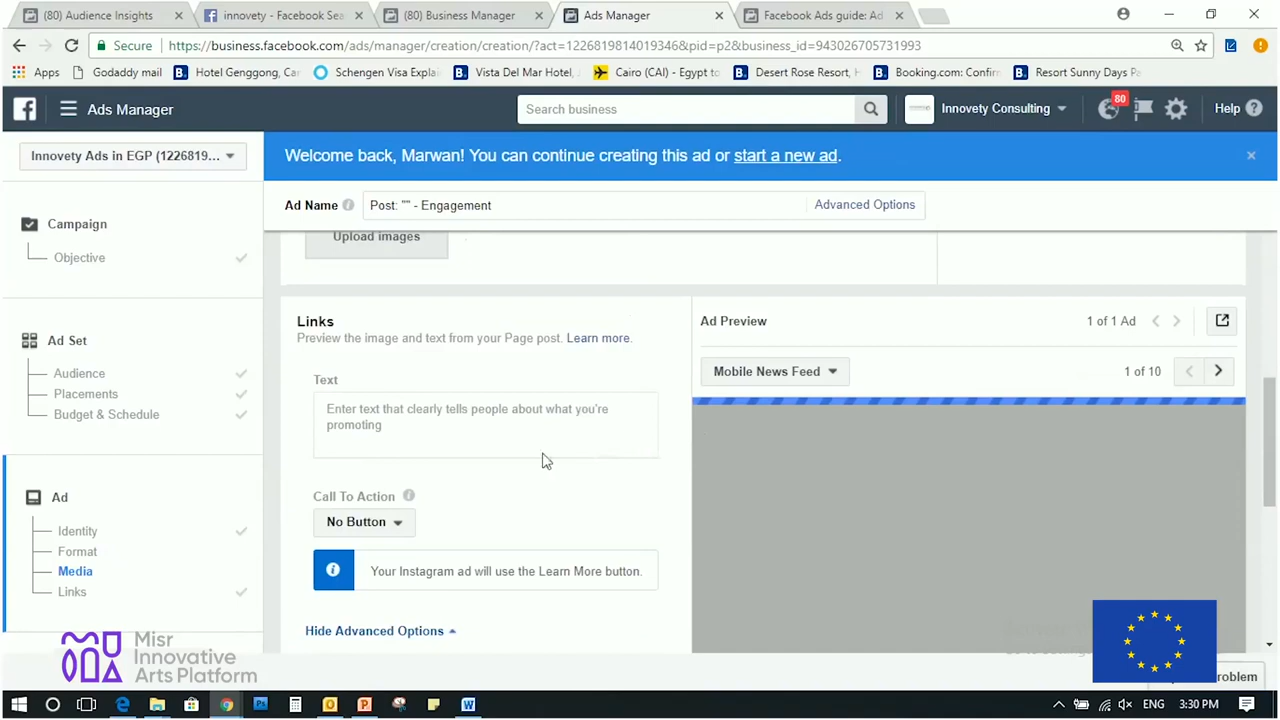 (80) Audience Insights
innovety - Facebook Sea
(80) Business Manager
Ads Manager
Facebook Ads guide: Ad
Secure
https://business.facebook.com/ads/manager/creation/creation/?act=1226819814019346&pid=p2&business_id=943026705731993
Apps
Godaddy mail
Hotel Genggong, Car
Schengen Visa Explai
Vista Del Mar Hotel,
Cairo (CAI) - Egypt to
Desert Rose Resort, H
Booking.com: Confirm
Resort Sunny Days Pa
Ads Manager
Search business
Innovety Consulting
80
Help
Innovety Ads in EGP (1226819...
Welcome back, Marwan! You can continue creating this ad or start a new ad.
Ad Name
Post: "" - Engagement
Advanced Options
Campaign
Objective
Ad Set
Audience
Placements
Budget & Schedule
Ad
Identity
Format
Media
Links
Upload images
Links
Preview the image and text from your Page post. Learn more.
Text
Enter text that clearly tells people about what you're
promoting
Call To Action
No Button
Your Instagram ad will use the Learn More button.
Hide Advanced Options
Ad Preview
1 of 1 Ad
Mobile News Feed
1 of 10
Misr
Innovative
Arts Platform
ENG
3:30 PM